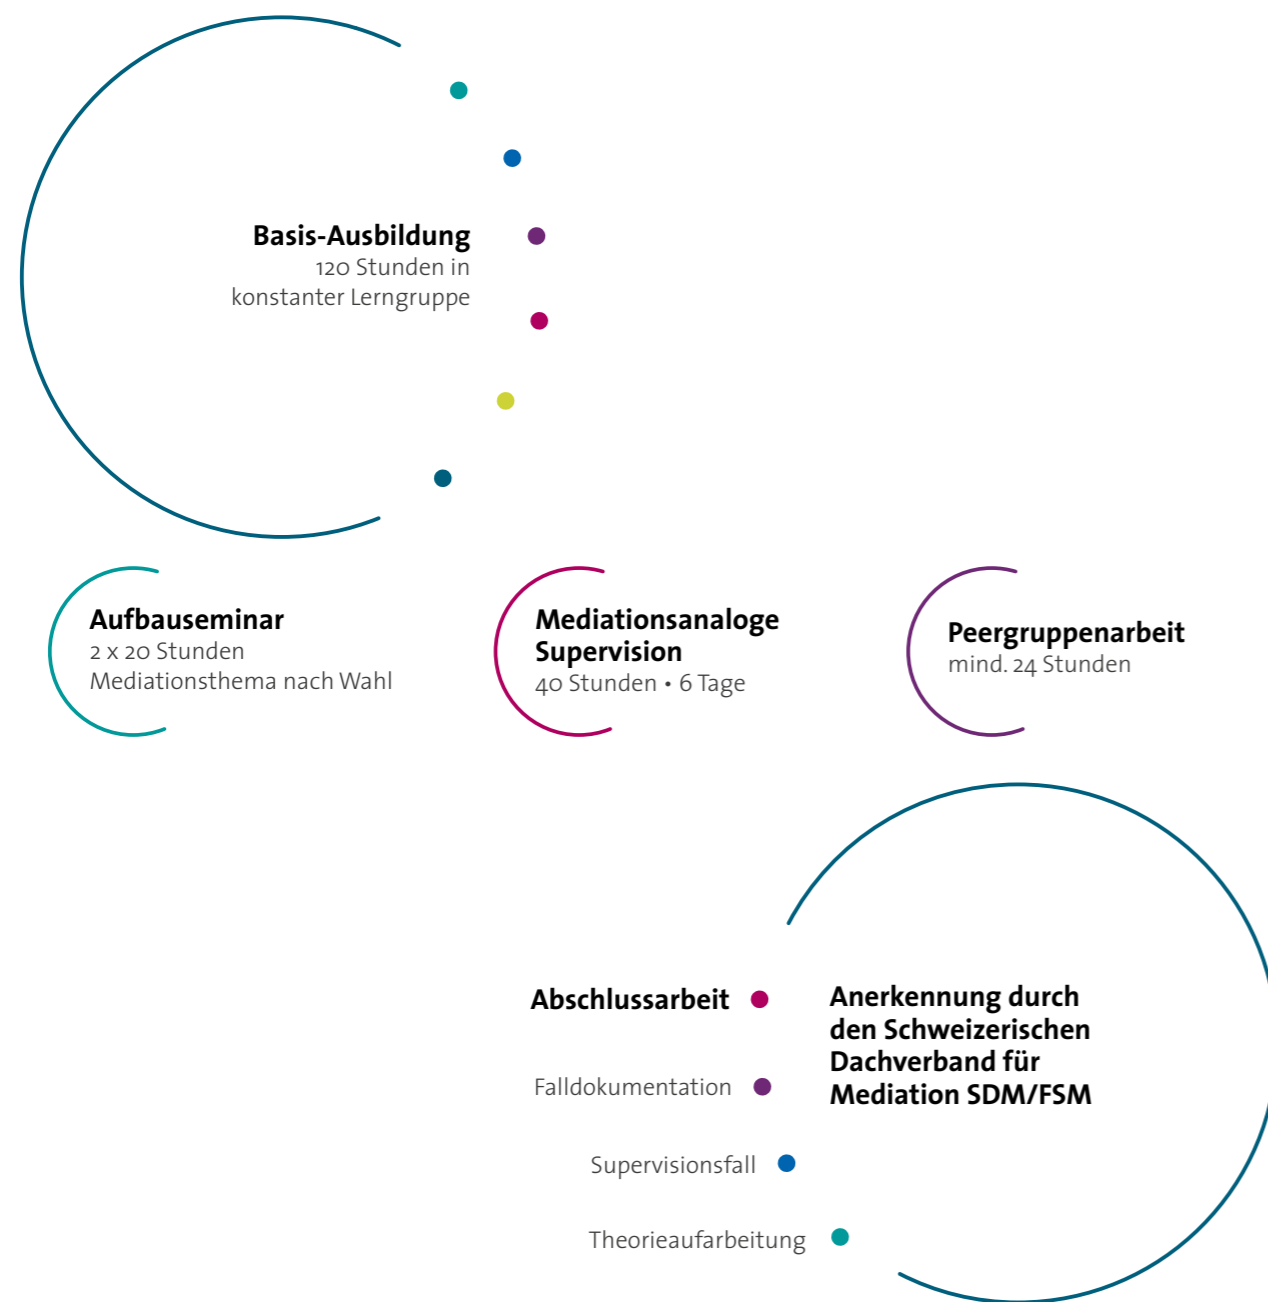 Basis-Ausbildung
120 Stunden in
konstanter Lerngruppe
Aufbauseminar
2 x 20 Stunden
Mediationsthema nach Wahl
Mediationsanaloge
Supervision
40 Stunden • 6 Tage
Peergruppenarbeit
mind. 24 Stunden
Abschlussarbeit
Falldokumentation
Supervisionsfall
Theorieaufarbeitung
Anerkennung durch
den Schweizerischen
Dachverband für
Mediation SDM/FSM